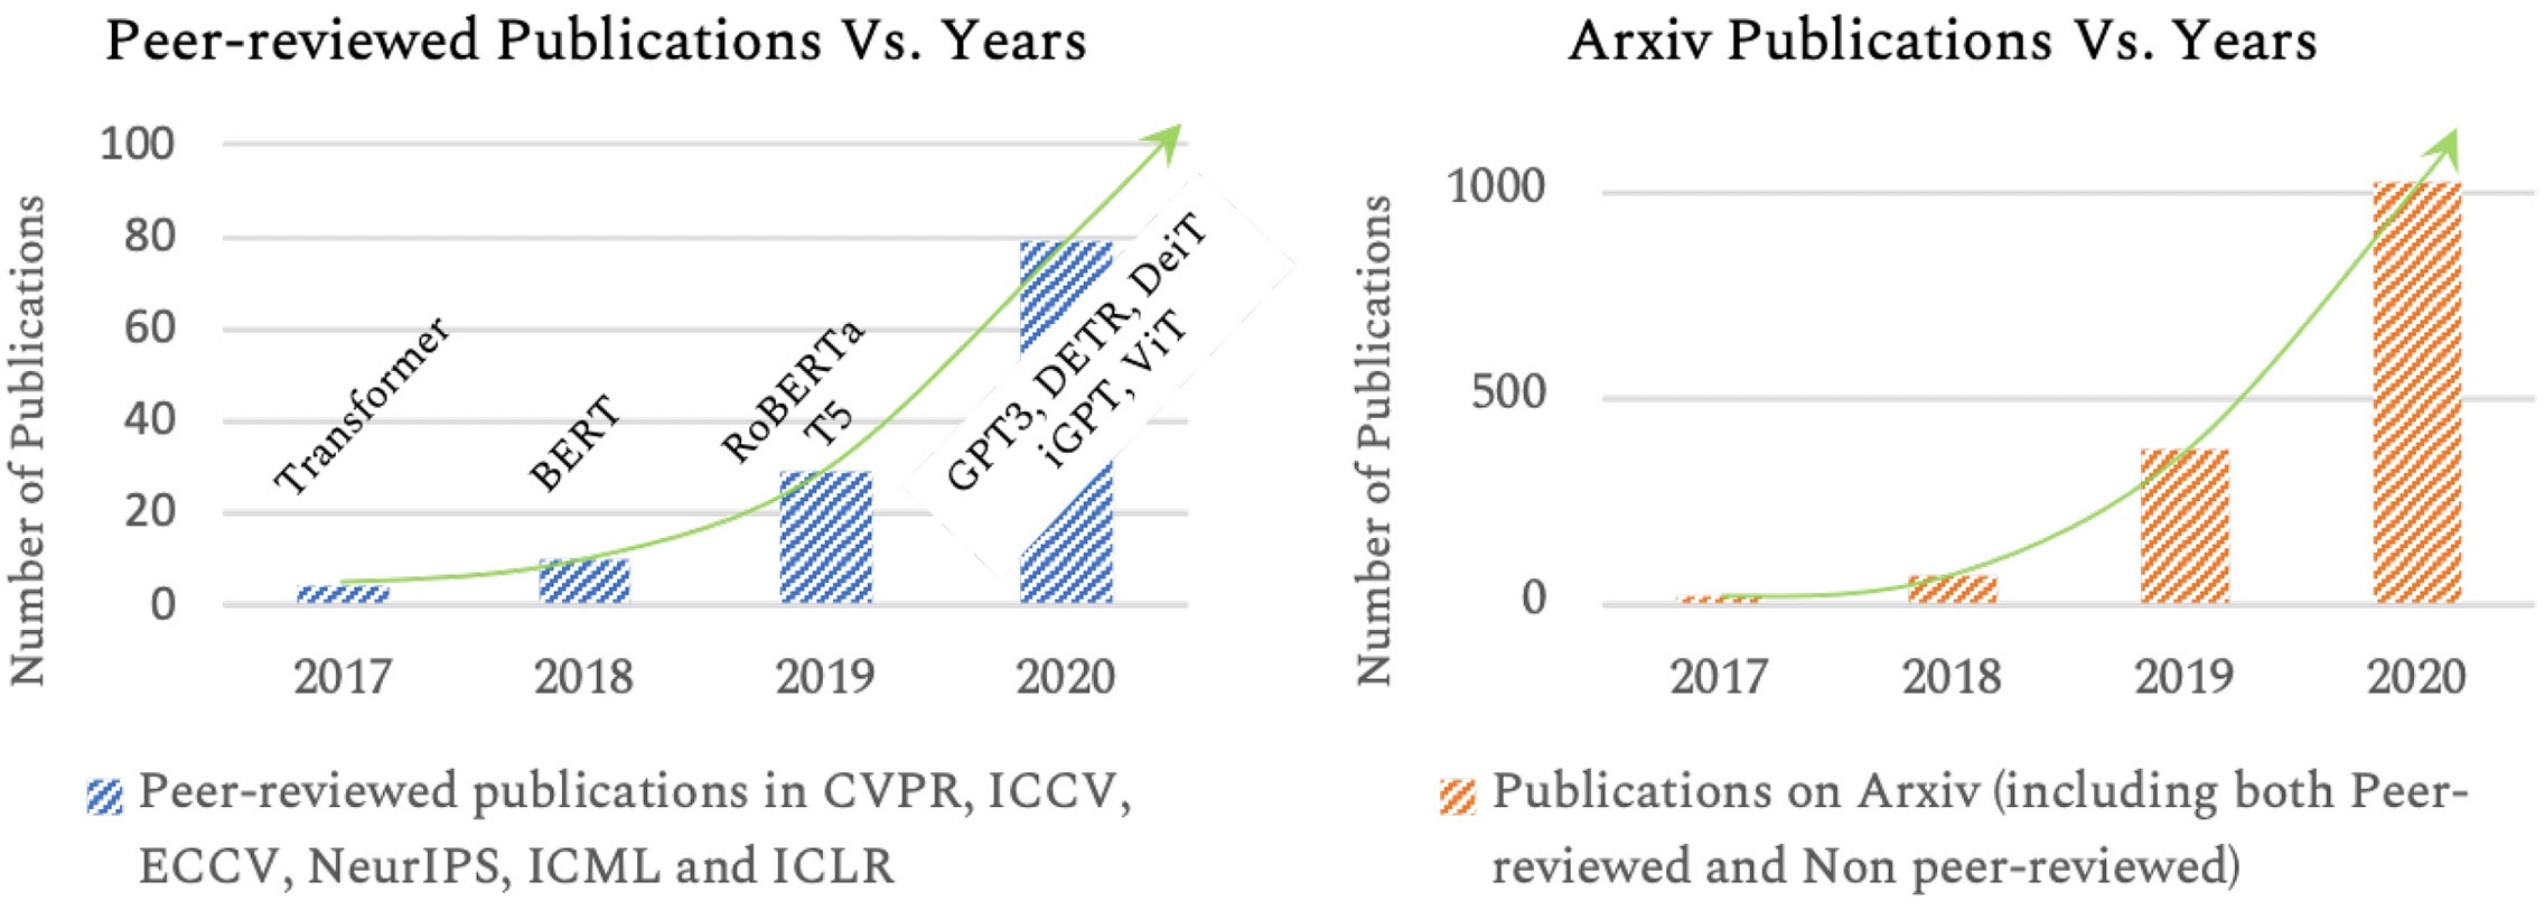 Peer-reviewed Publications Vs. Years
Number of Publications
100
80
60
40
20
0
Transformer
BERT
RoBERTa
T5
GPT3, DETR, DeiT
iGPT, ViT
2017
2018
2019
2020
Peer-reviewed publications in CVPR, ICCV,
ECCV, NeurIPS, ICML and ICLR
Arxiv Publications Vs. Years
Number of Publications
1000
500
0
2017
2018
2019
2020
Publications on Arxiv (including both Peer-
reviewed and Non peer-reviewed)